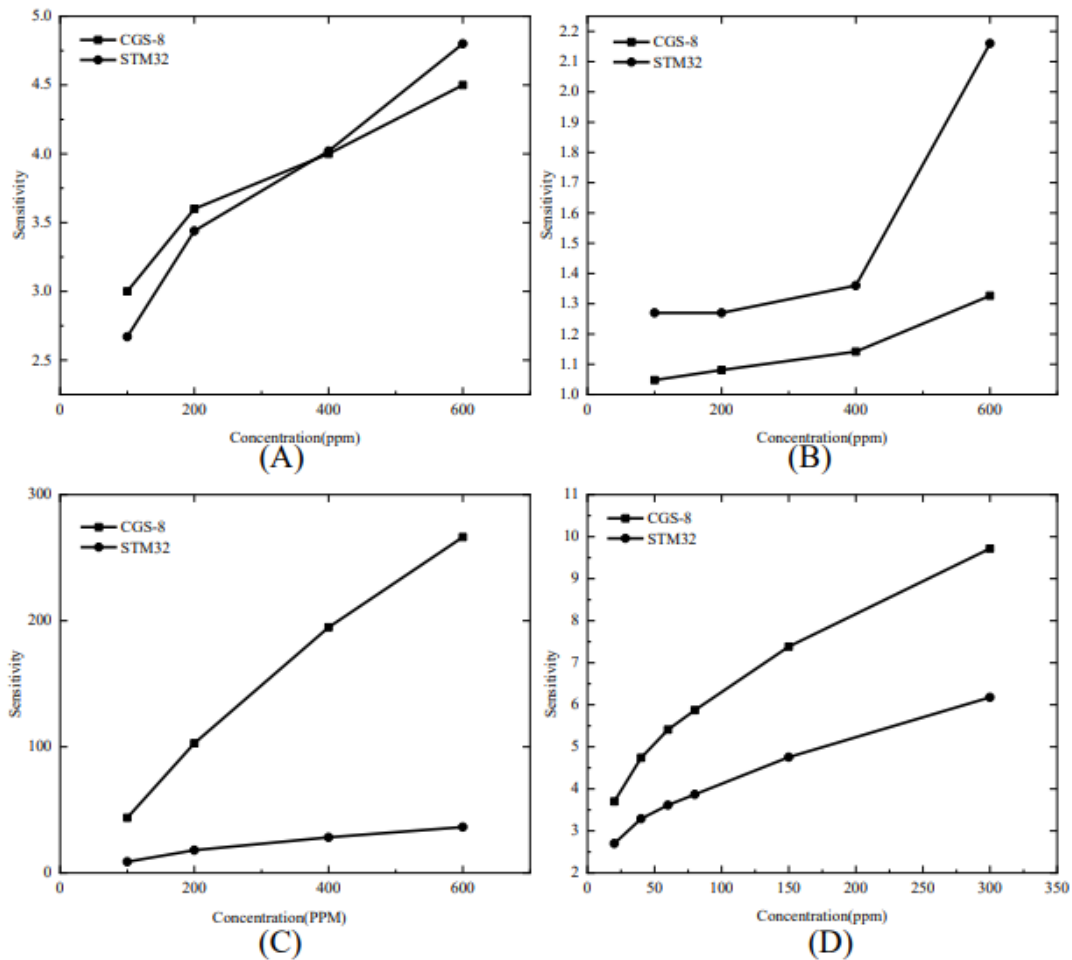 5.0
4.5
4.0
3.5
3.0
2.5
Sensitivity
CGS-8
STM32
0 200 400 600
Concentration(ppm)
(A)
2.2
2.1
2.0
1.9
1.8
1.7
1.6
1.5
1.4
1.3
1.2
1.1
1.0
Sensitivity
CGS-8
STM32
0 200 400 600
Concentration(ppm)
(B)
300
200
100
0
Sensitivity
CGS-8
STM32
0 200 400 600
Concentration(PPM)
(C)
11
10
9
8
7
6
5
4
3
2
Sensitivity
CGS-8
STM32
0 50 100 150 200 250 300 350
Concentration(ppm)
(D)